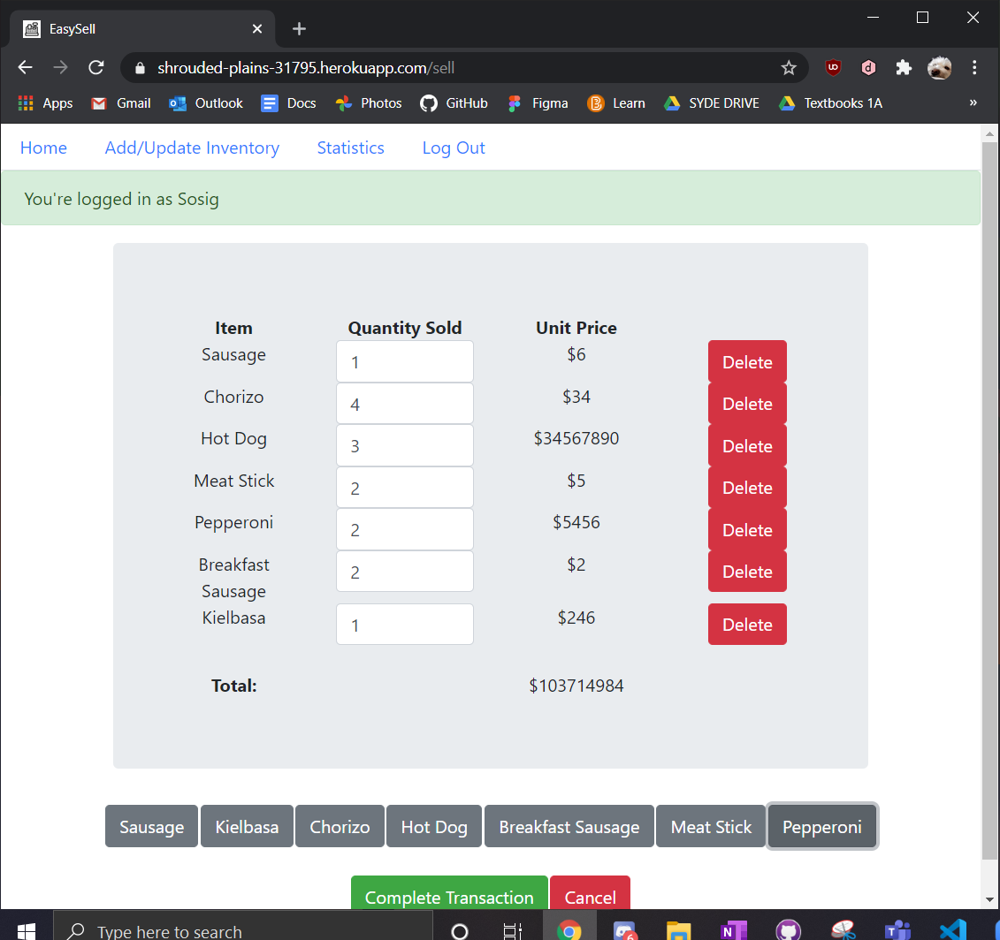 EasySell
shrouded-plains-31795.herokuapp.com/sell
Apps Gmail Outlook Docs Photos GitHub Figma Learn SYDE DRIVE Textbooks 1A »
Home Add/Update Inventory Statistics Log Out
You're logged in as Sosig
Item Quantity Sold Unit Price
Sausage 1 $6 Delete
Chorizo 4 $34 Delete
Hot Dog 3 $34567890 Delete
Meat Stick 2 $5 Delete
Pepperoni 2 $5456 Delete
Breakfast 2 $2 Delete
Sausage
Kielbasa 1 $246 Delete
Total: $103714984
Sausage Kielbasa Chorizo Hot Dog Breakfast Sausage Meat Stick Pepperoni
Complete Transaction Cancel
Type here to search